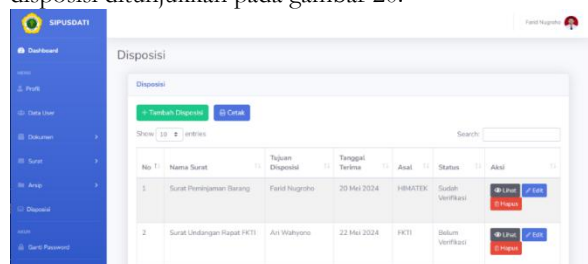 disposisi ditunjukkan pada gambar 20.
SIPUSDATI
Farid Nugroho
Dashboard
Disposisi
MENU
Profil
Disposisi
Data User
+ Tambah Disposisi
Cetak
Dokumen
Show 10 entries
Search:
Surat
No Nama Surat Tujuan Disposisi Tanggal Terima Asal Status Aksi
Arsip
1 Surat Peminjaman Barang Farid Nugroho 20 Mei 2024 HIMATEK Sudah Verifikasi Lihat Edit
Hapus
Disposisi
2 Surat Undangan Rapat FKTI Ari Wahyono 22 Mei 2024 FKTI Belum Verifikasi Lihat Edit
Hapus
Ganti Password